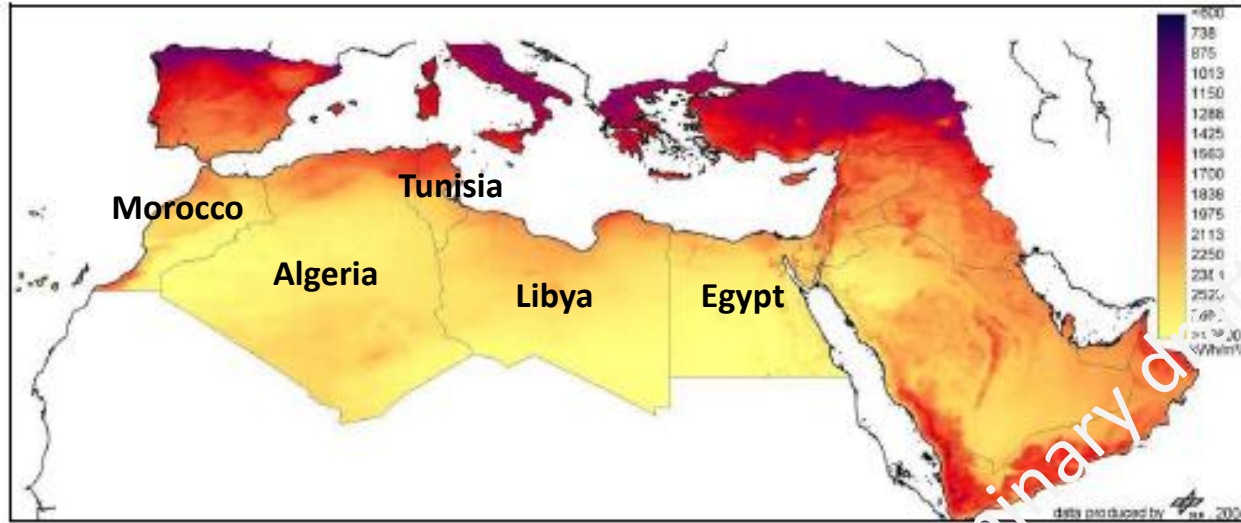 738
875
1013
1150
1288
1425
1563
1700
1838
1975
2113
2250
Tunisia
Morocco
Algeria
Libya
Egypt
data produced by